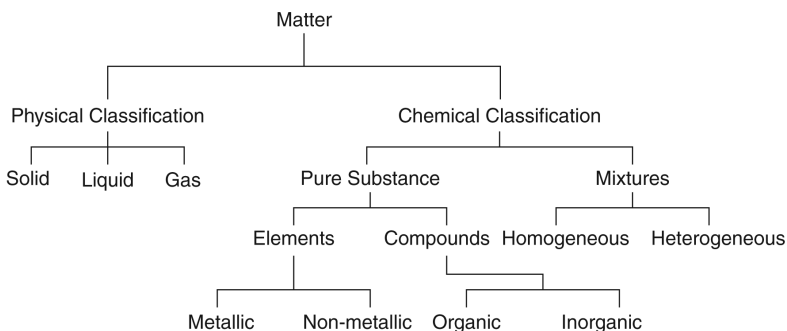 Matter
Physical Classification Chemical Classification
Solid Liquid Gas Pure Substance Mixtures
Elements Compounds Homogeneous Heterogeneous
Metallic Non-metallic Organic Inorganic